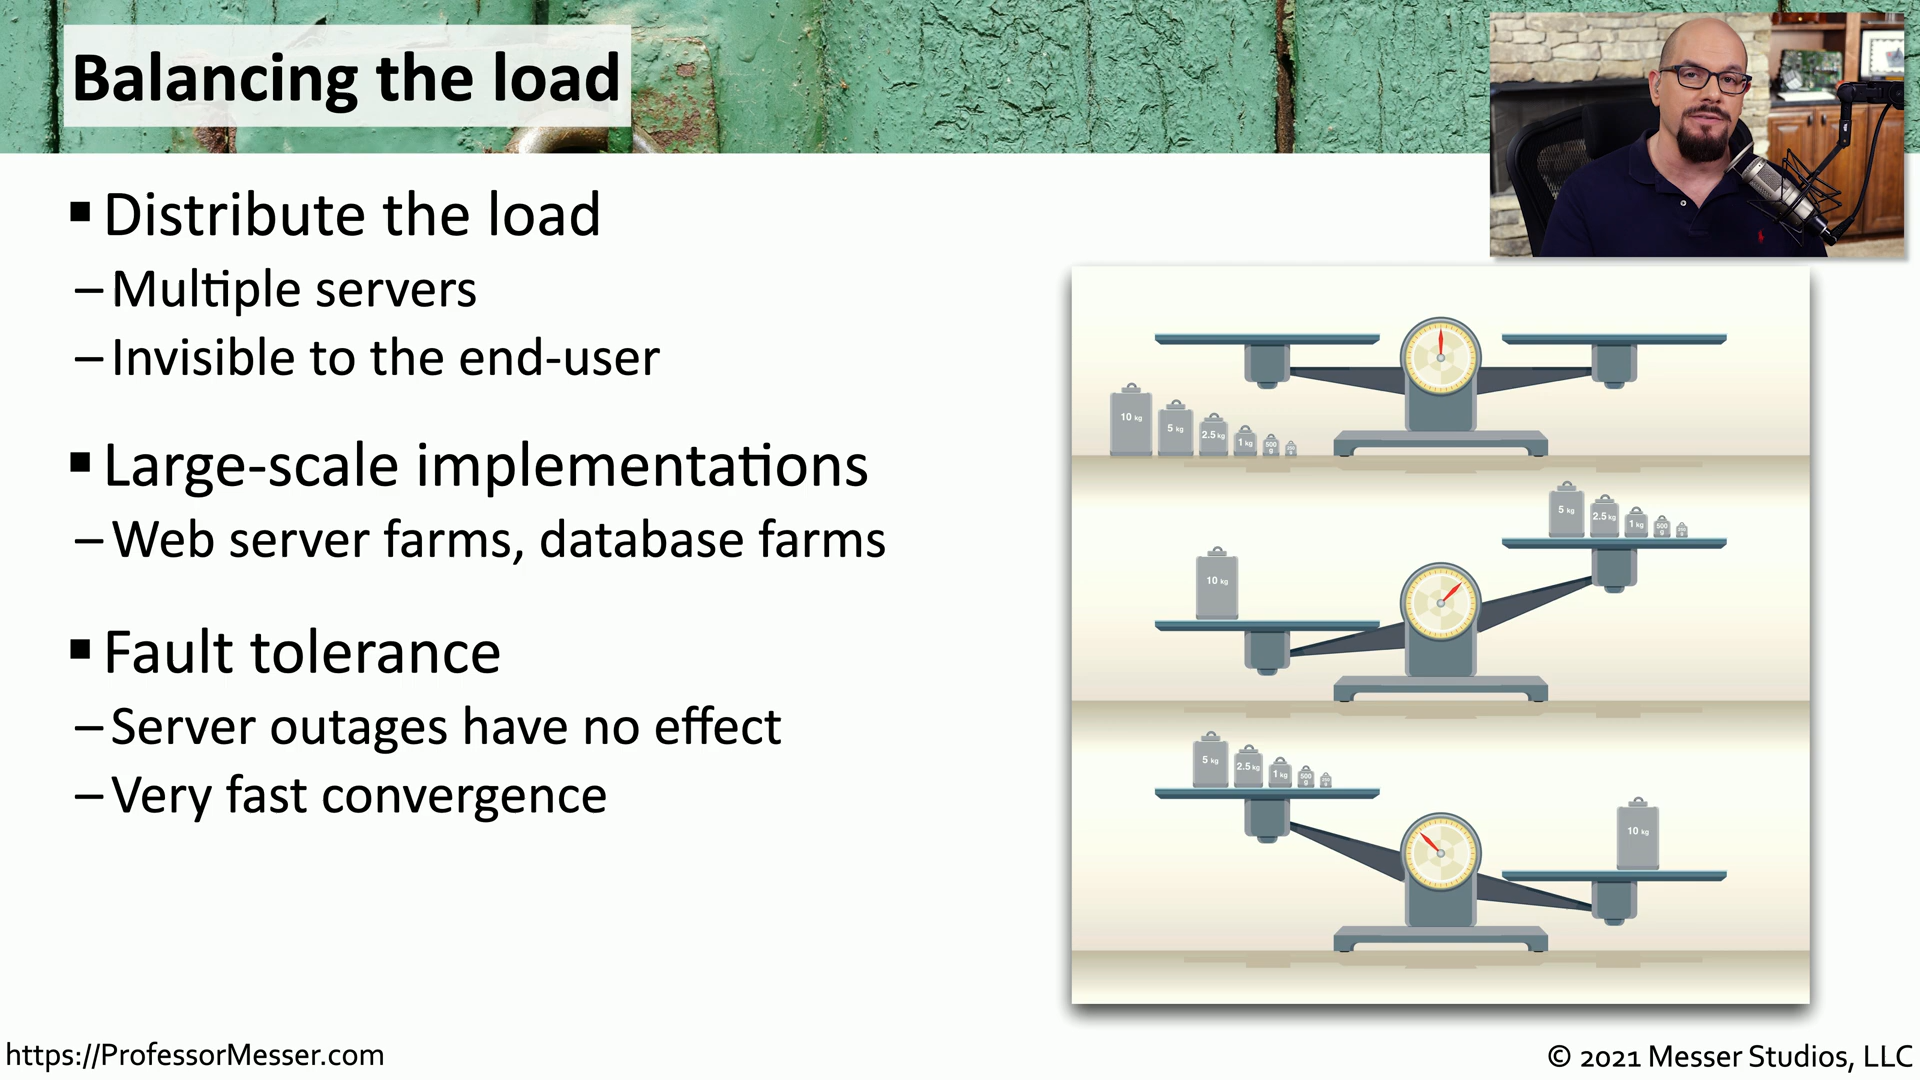 Balancing the load
■ Distribute the load
– Multiple servers
– Invisible to the end-user
■ Large-scale implementations
– Web server farms, database farms
■ Fault tolerance
– Server outages have no effect
– Very fast convergence
10 kg
5 kg
2.5 kg
1 kg
500 g
5 kg
2.5 kg
1 kg
500 g
10 kg
5 kg
2.5 kg
1 kg
500 g
10 kg
https://ProfessorMesser.com
© 2021 Messer Studios, LLC